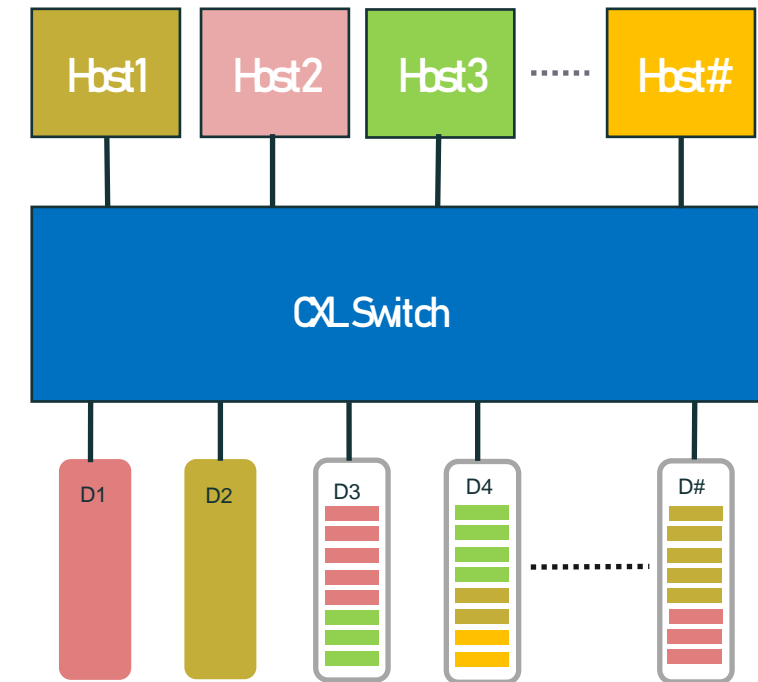 Host1
Host2
Host3
Host#
CXL Switch
D1
D2
D3
D4
D#